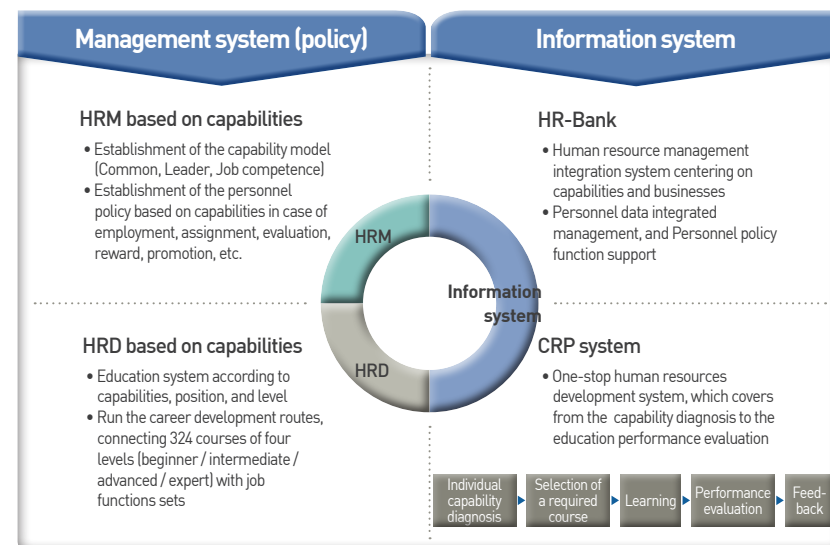 Management system (policy)
Information system
HRM based on capabilities
• Establishment of the capability model
(Common, Leader, Job competence)
• Establishment of the personnel
policy based on capabilities in case of
employment, assignment, evaluation,
reward, promotion, etc.
HR-Bank
• Human resource management
integration system centering on
capabilities and businesses
• Personnel data integrated
management, and Personnel policy
function support
HRM
Information
system
HRD
HRD based on capabilities
• Education system according to
capabilities, position, and level
• Run the career development routes,
connecting 324 courses of four
levels (beginner / intermediate /
advanced / expert) with job
functions sets
CRP system
• One-stop human resources
development system, which covers
from the capability diagnosis to the
education performance evaluation
Individual
capability
diagnosis
Selection of
a required
course
Learning
Performance
evaluation
Feed-
back